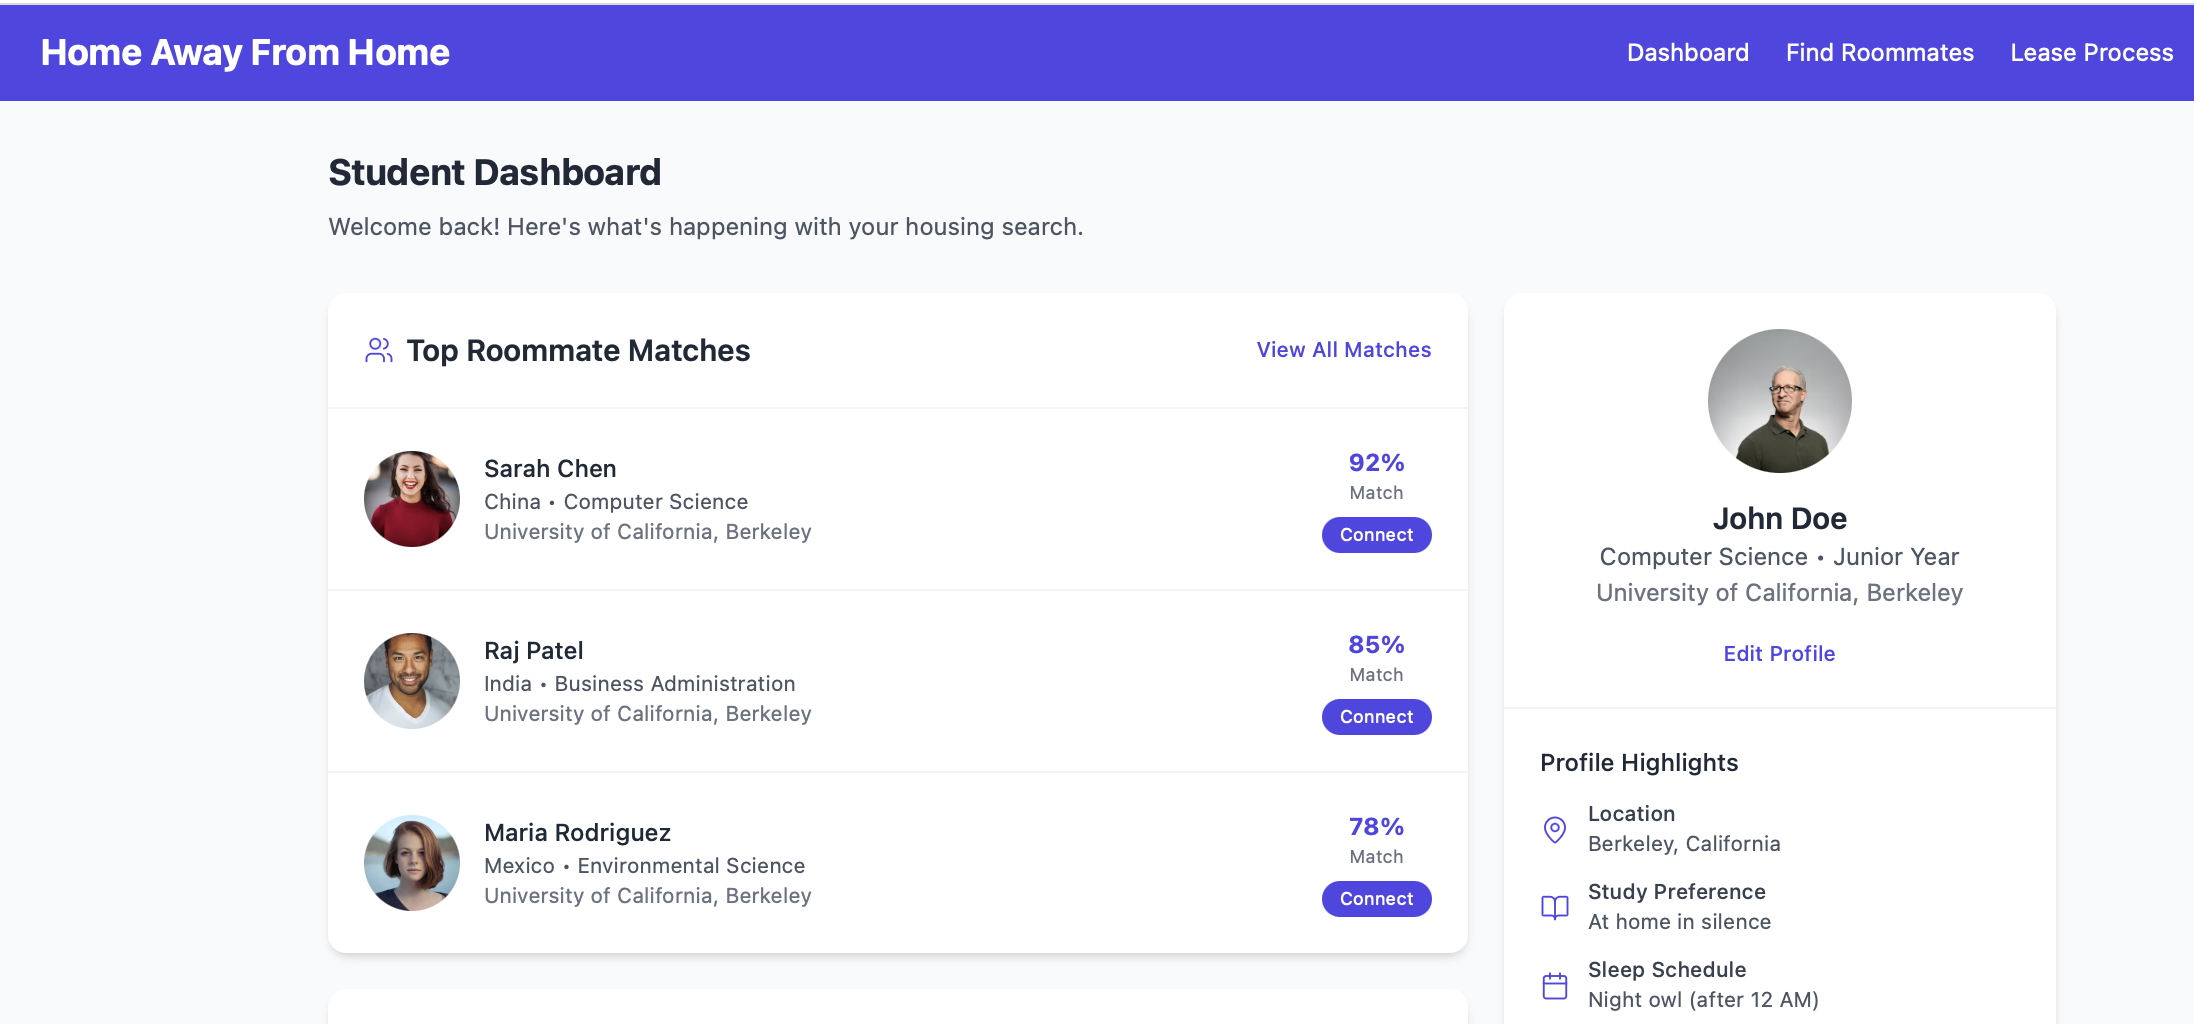 Home Away From Home
Dashboard Find Roommates Lease Process
Student Dashboard
Welcome back! Here's what's happening with your housing search.
Top Roommate Matches
View All Matches
Sarah Chen
China • Computer Science
University of California, Berkeley
92%
Match
Connect
Raj Patel
India • Business Administration
University of California, Berkeley
85%
Match
Connect
Maria Rodriguez
Mexico • Environmental Science
University of California, Berkeley
78%
Match
Connect
John Doe
Computer Science • Junior Year
University of California, Berkeley
Edit Profile
Profile Highlights
Location
Berkeley, California
Study Preference
At home in silence
Sleep Schedule
Night owl (after 12 AM)